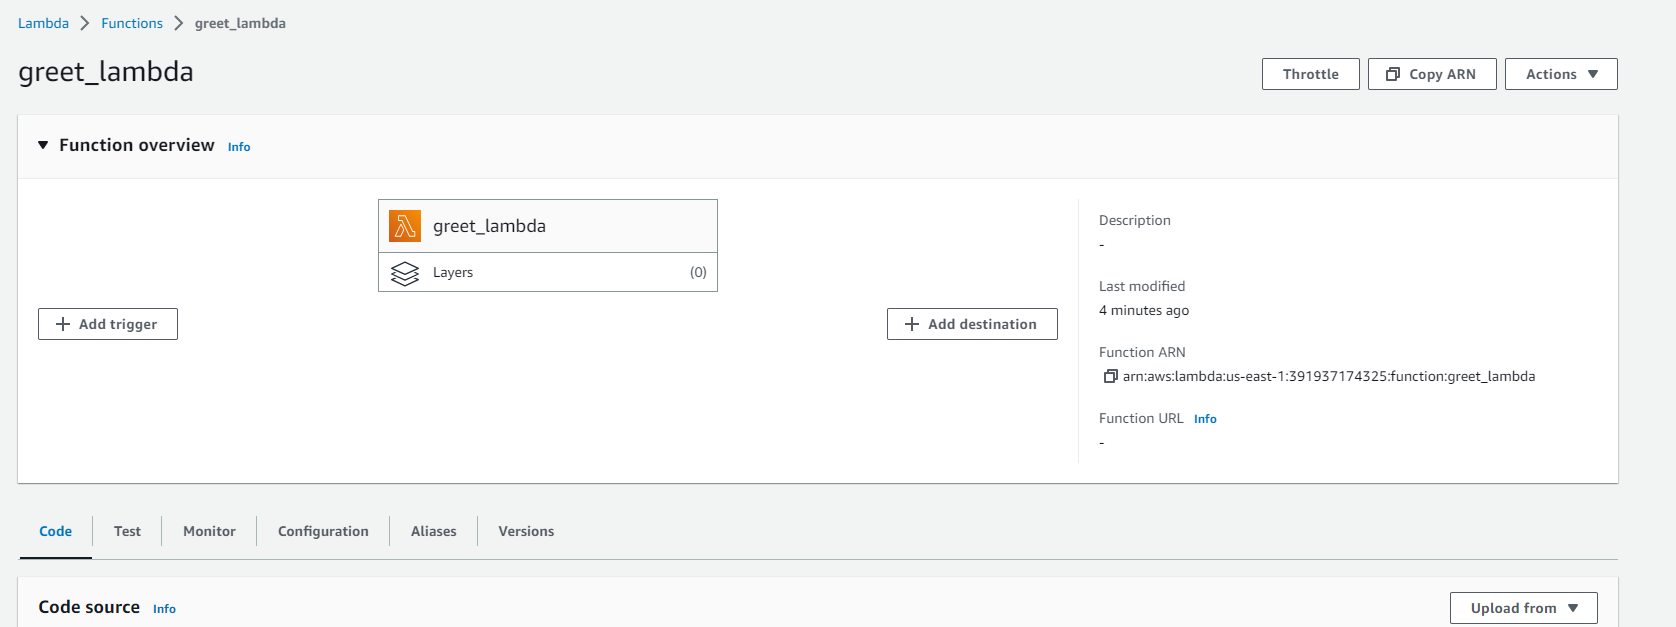 Lambda > Functions > greet_lambda
greet_lambda
Throttle Copy ARN Actions
Function overview Info
greet_lambda
Layers (0)
Add trigger
Add destination
Description
-
Last modified
4 minutes ago
Function ARN
arn:aws:lambda:us-east-1:391937174325:function:greet_lambda
Function URL Info
-
Code Test Monitor Configuration Aliases Versions
Code source Info
Upload from